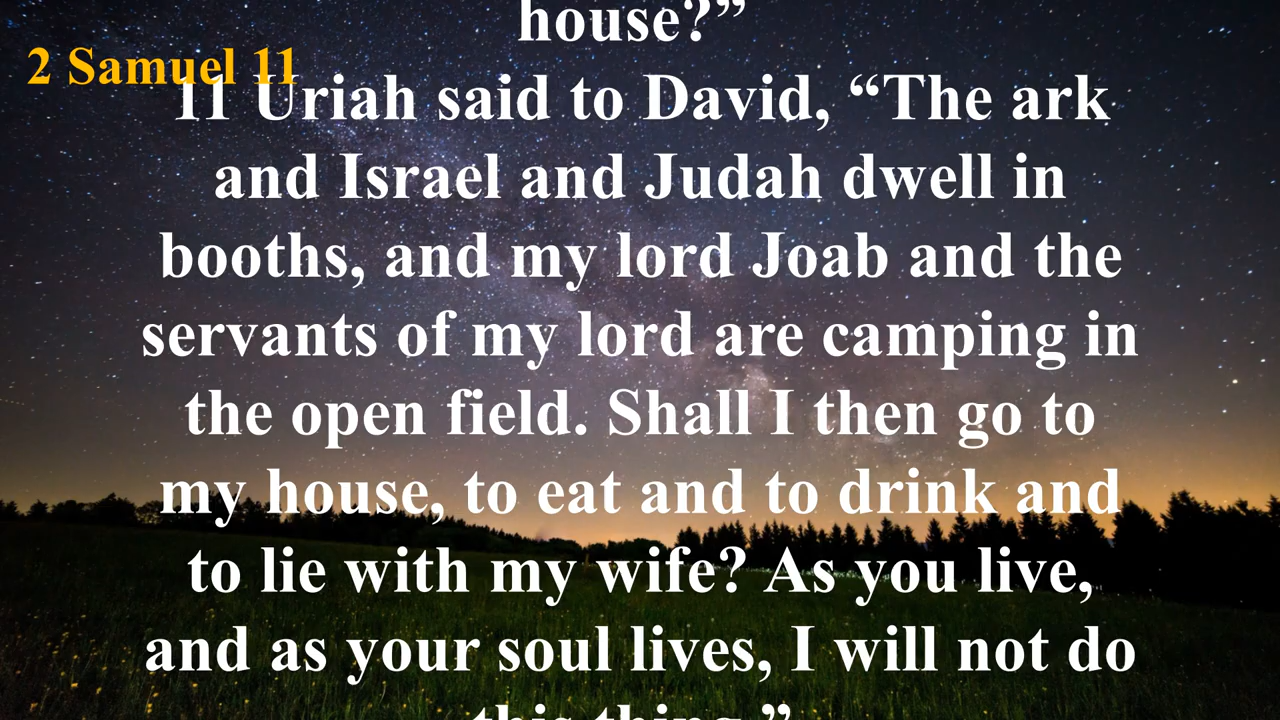 house?”
2 Samuel 11
11 Uriah said to David, “The ark
and Israel and Judah dwell in
booths, and my lord Joab and the
servants of my lord are camping in
the open field. Shall I then go to
my house, to eat and to drink and
to lie with my wife? As you live,
and as your soul lives, I will not do
this thing.”